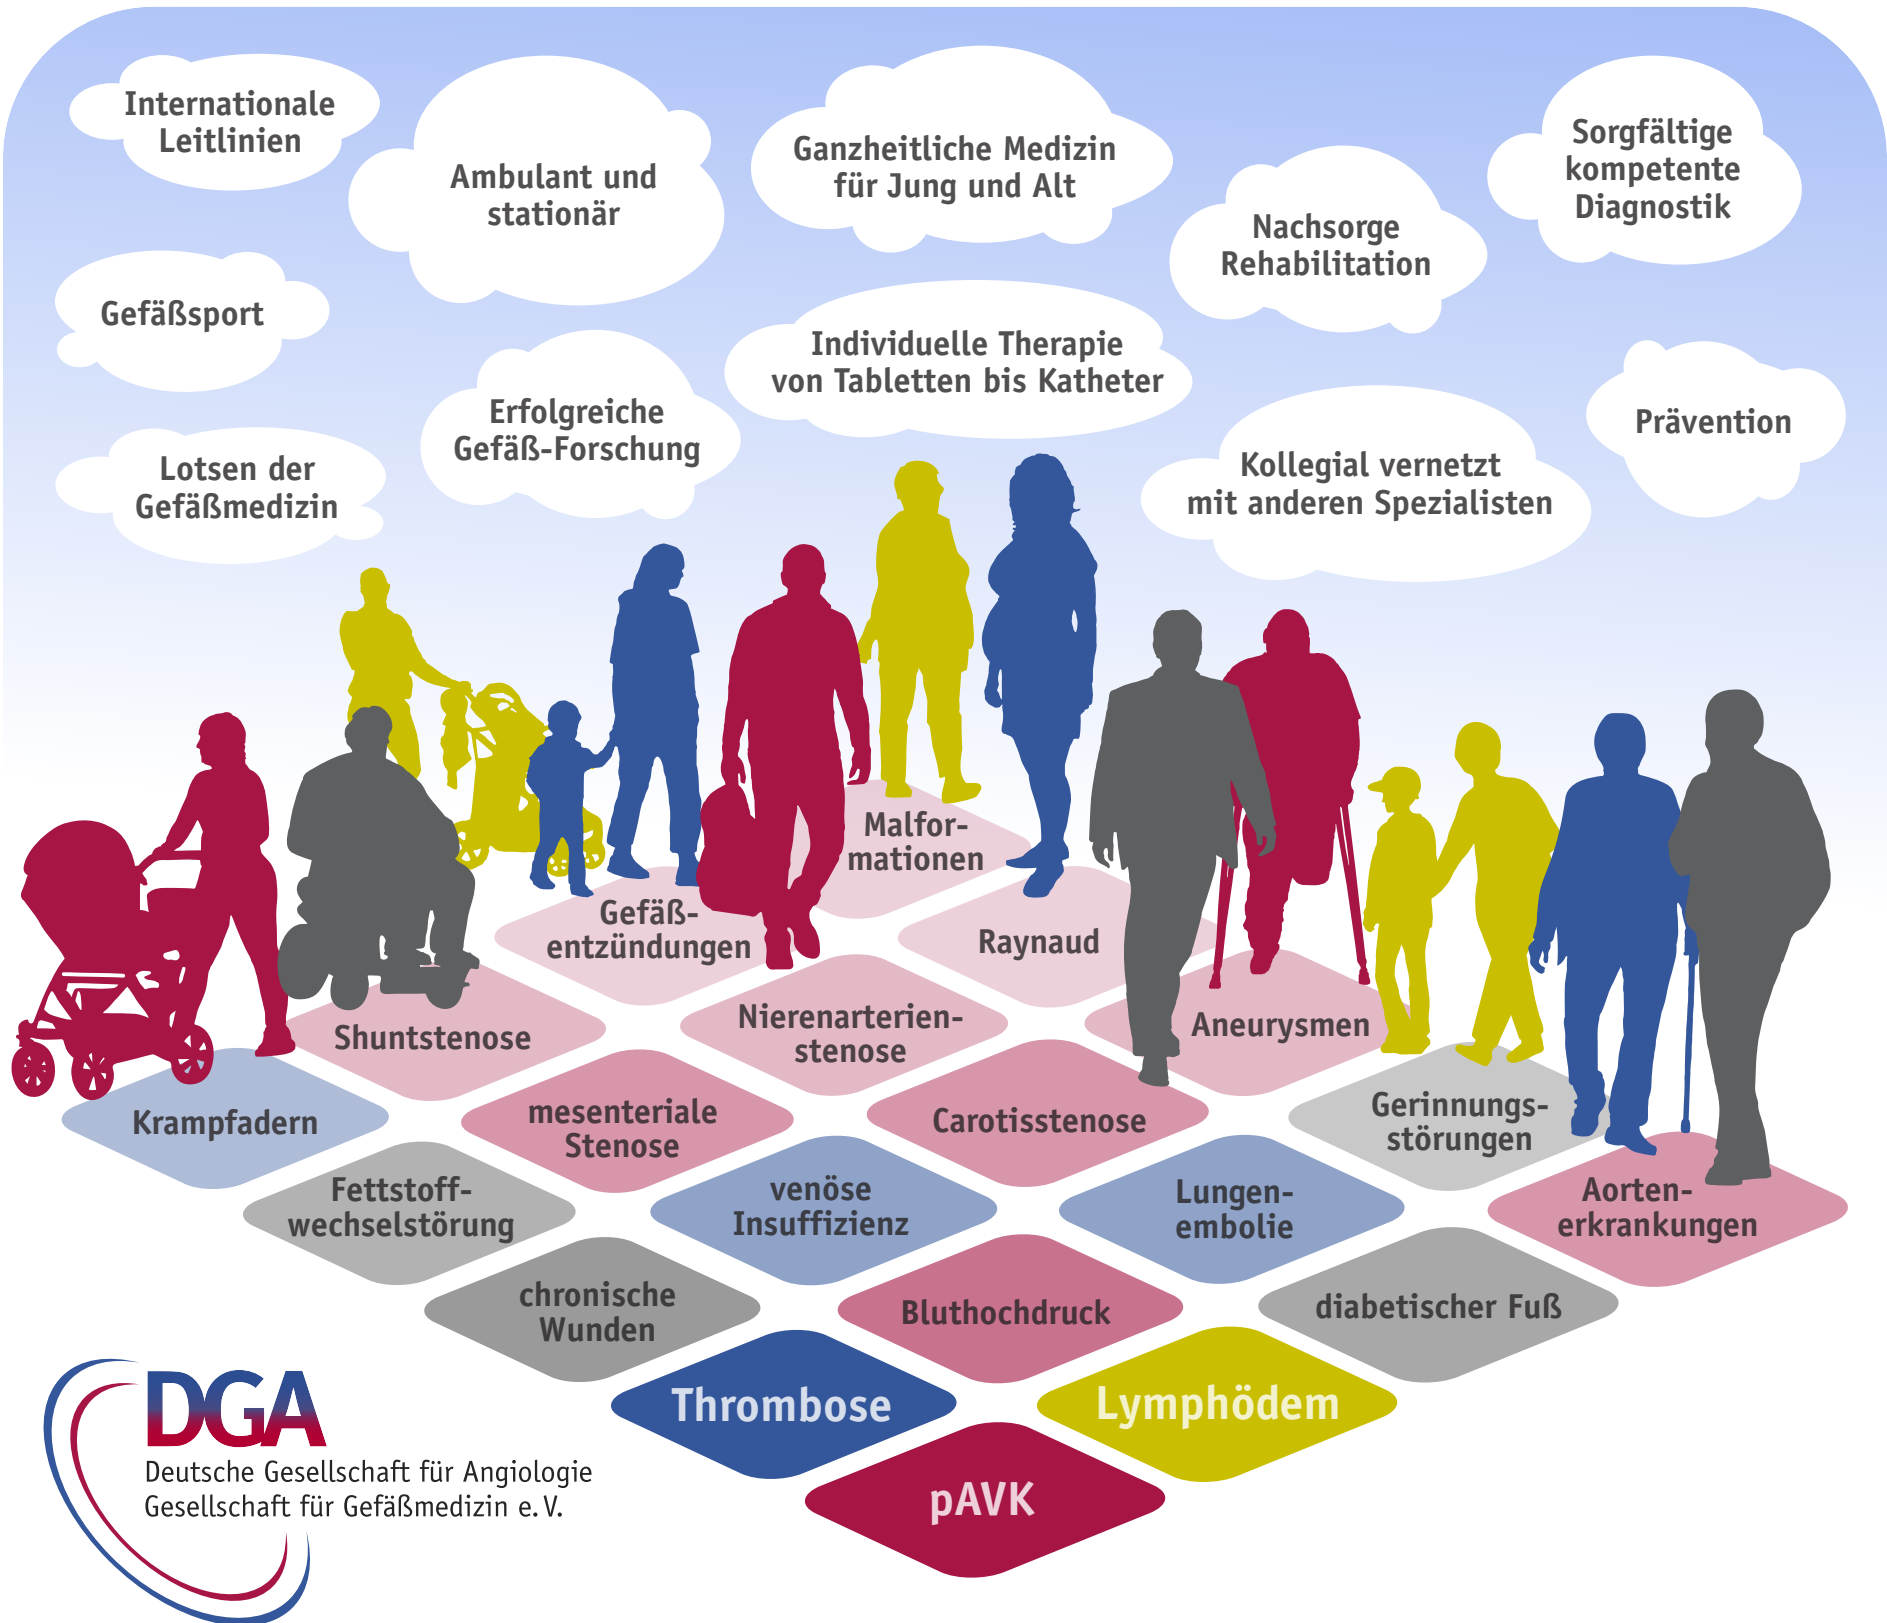 Internationale
Leitlinien
Ambulant und
stationär
Ganzheitliche Medizin
für Jung und Alt
Sorgfältige
kompetente
Diagnostik
Nachsorge
Rehabilitation
Gefäßsport
Individuelle Therapie
von Tabletten bis Katheter
Erfolgreiche
Gefäß-Forschung
Prävention
Lotsen der
Gefäßmedizin
Kollegial vernetzt
mit anderen Spezialisten
Malfor-
mationen
Gefäß-
entzündungen
Raynaud
Shuntstenose
Nierenarterien-
stenose
Aneurysmen
Krampfadern
mesenteriale
Stenose
Carotisstenose
Gerinnungs-
störungen
Fettstoff-
wechselstörung
venöse
Insuffizienz
Lungen-
embolie
Aorten-
erkrankungen
chronische
Wunden
Bluthochdruck
diabetischer Fuß
Thrombose
Lymphödem
pAVK
DGA
Deutsche Gesellschaft für Angiologie
Gesellschaft für Gefäßmedizin e. V.